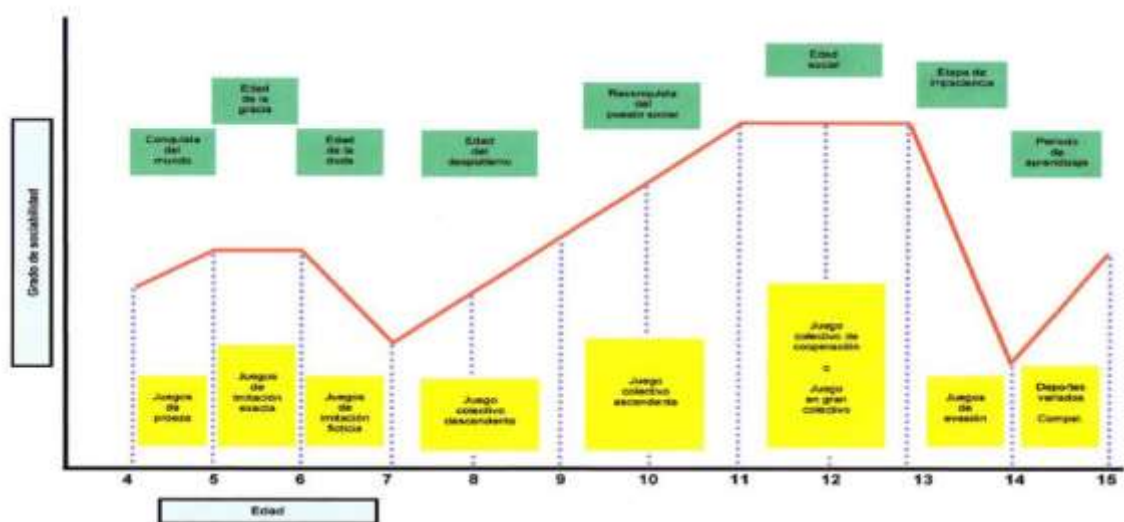 Edad
social
Etapa de
impaciencia
Edad
de la
gracia
Reconquista
del
puesto social
Conquista
del
mundo
Edad
de la
duda
Edad
del
despotismo
Periodo
de
aprendizaje
Grado de sociabilidad
Juegos
de
proeza
Juegos
de
imitación
exacta
Juegos
de
imitación
ficticia
Juego
colectivo
descendente
Juego
colectivo
ascendente
Juego
colectivo de
cooperación
o
Juego
en gran
colectivo
Juegos
de
evasión
Deportes
variados
Compet.
4 5 6 7 8 9 10 11 12 13 14 15
Edad